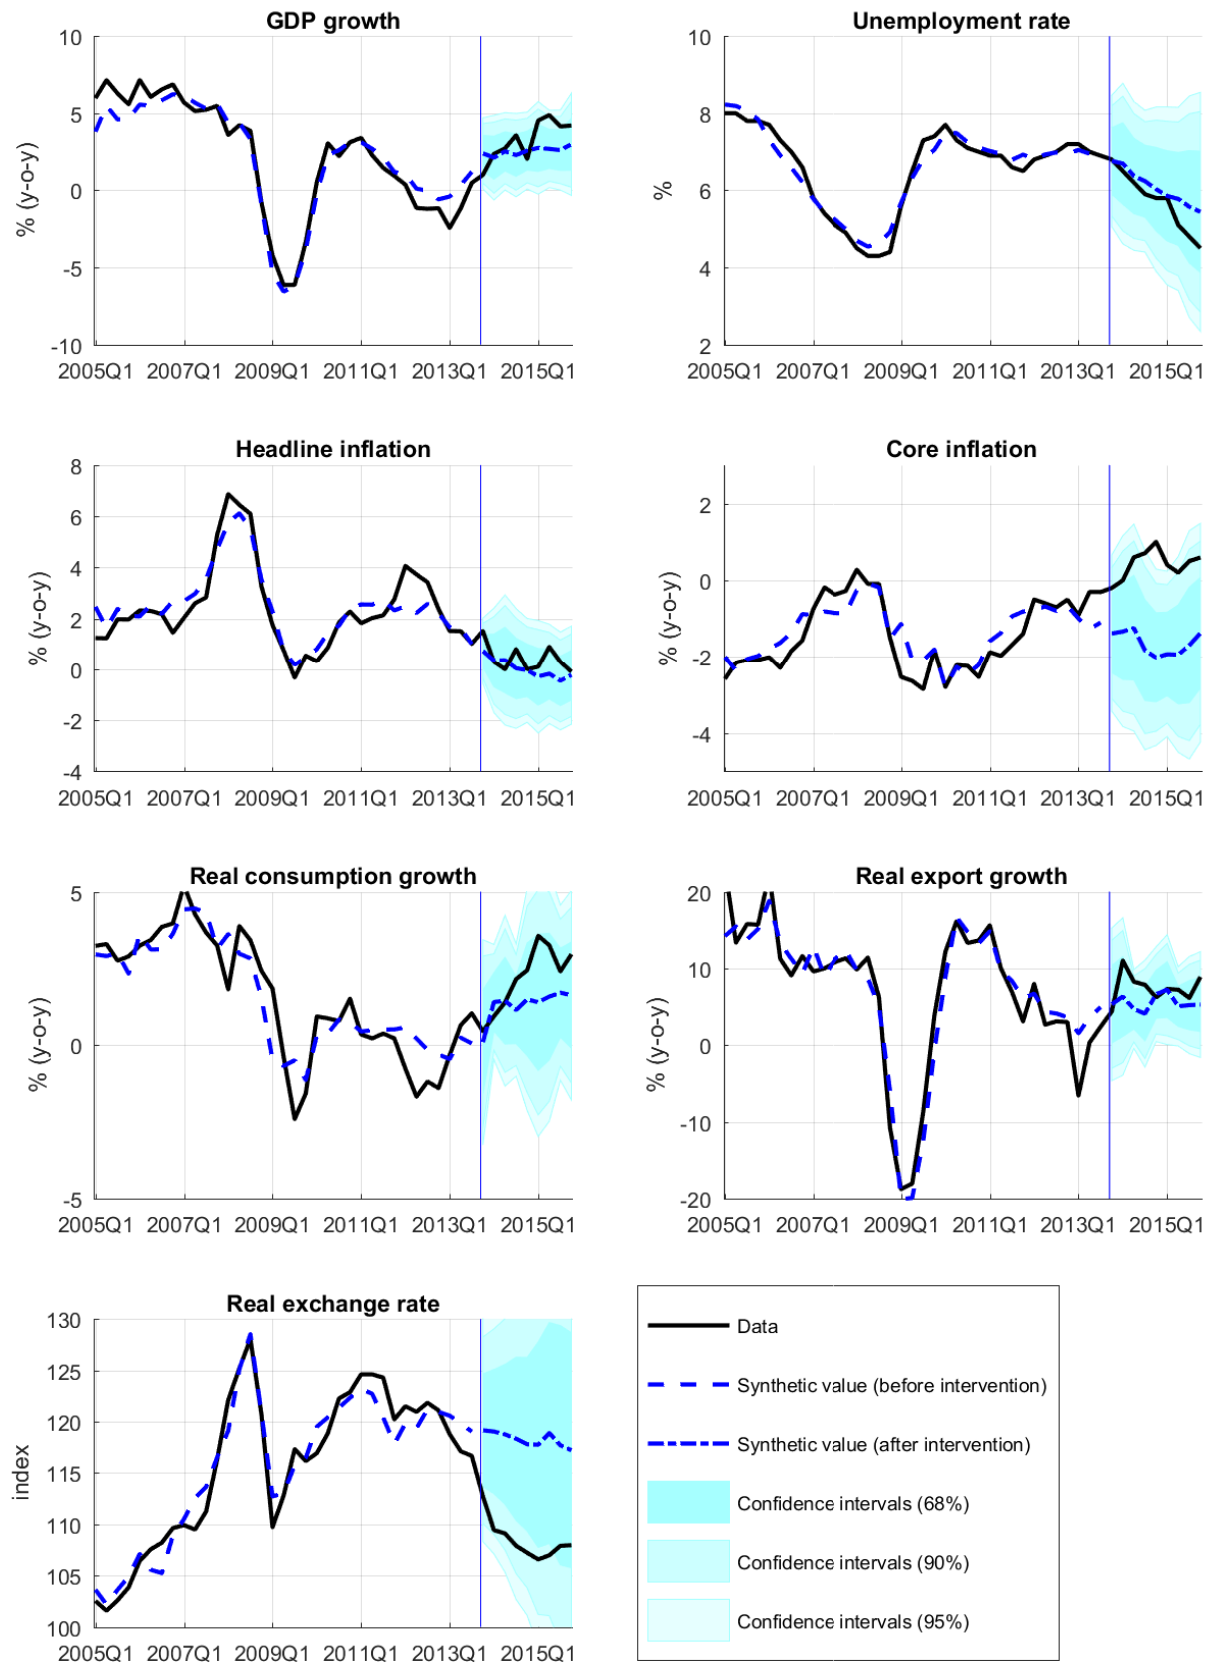 GDP growth
10
5
0
-5
-10
% (y-o-y)
2005Q1 2007Q1 2009Q1 2011Q1 2013Q1 2015Q1
Unemployment rate
10
8
6
4
2
%
2005Q1 2007Q1 2009Q1 2011Q1 2013Q1 2015Q1
Headline inflation
8
6
4
2
0
-2
-4
% (y-o-y)
2005Q1 2007Q1 2009Q1 2011Q1 2013Q1 2015Q1
Core inflation
2
0
-2
-4
% (y-o-y)
2005Q1 2007Q1 2009Q1 2011Q1 2013Q1 2015Q1
Real consumption growth
5
0
-5
% (y-o-y)
2005Q1 2007Q1 2009Q1 2011Q1 2013Q1 2015Q1
Real export growth
20
10
0
-10
-20
% (y-o-y)
2005Q1 2007Q1 2009Q1 2011Q1 2013Q1 2015Q1
Real exchange rate
130
125
120
115
110
105
100
index
2005Q1 2007Q1 2009Q1 2011Q1 2013Q1 2015Q1
Data
Synthetic value (before intervention)
Synthetic value (after intervention)
Confidence intervals (68%)
Confidence intervals (90%)
Confidence intervals (95%)